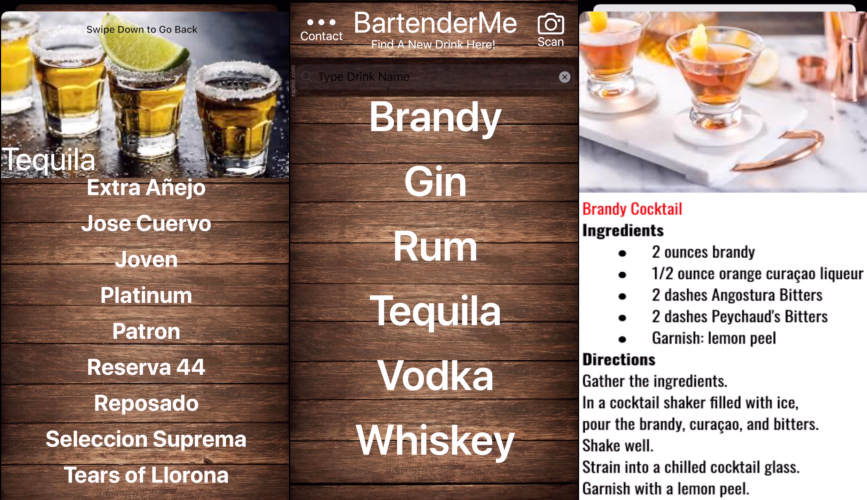 Swipe Down to Go Back
Tequila
Extra Añejo
Jose Cuervo
Joven
Platinum
Patron
Reserva 44
Reposado
Seleccion Suprema
Tears of Llorona
Contact
BartenderMe
Find A New Drink Here!
Scan
Type Drink Name
Brandy
Gin
Rum
Tequila
Vodka
Whiskey
Brandy Cocktail
Ingredients
• 2 ounces brandy
• 1/2 ounce orange curaçao liqueur
• 2 dashes Angostura Bitters
• 2 dashes Peychaud's Bitters
• Garnish: lemon peel
Directions
Gather the ingredients.
In a cocktail shaker filled with ice,
pour the brandy, curaçao, and bitters.
Shake well.
Strain into a chilled cocktail glass.
Garnish with a lemon peel.